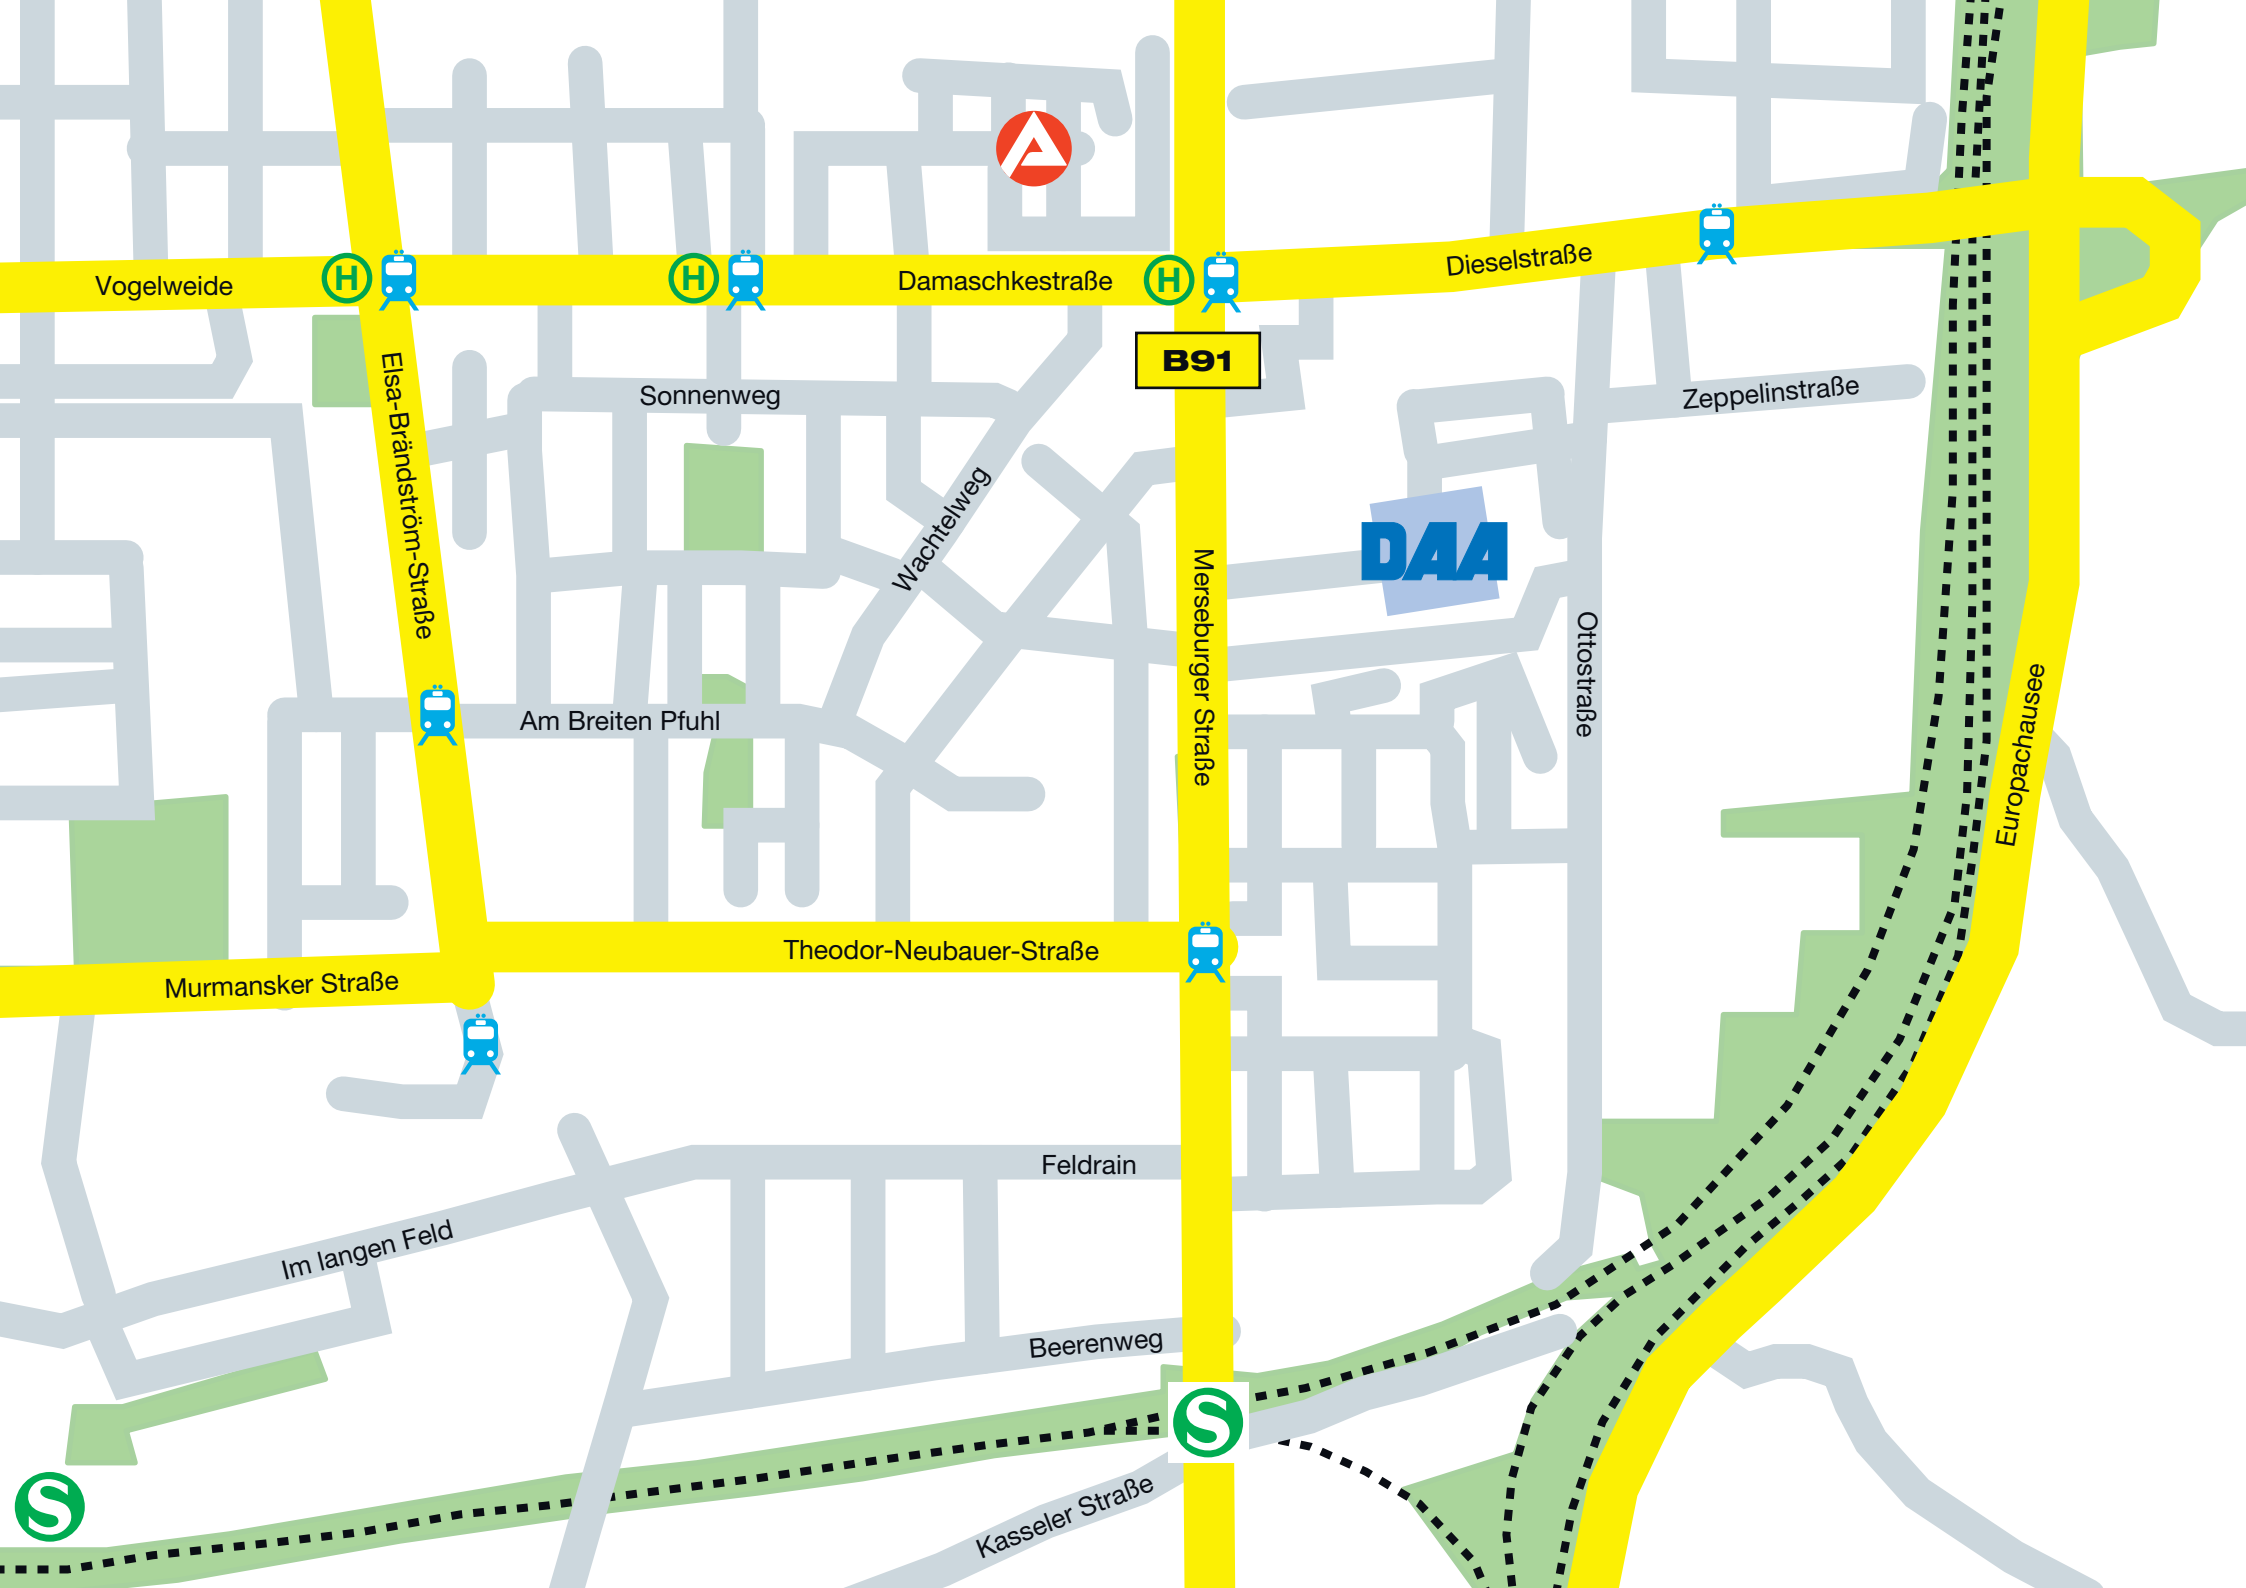 Vogelweide
H
H
Damaschkestraße
H
Dieselstraße
B91
Elsa-Brändström-Straße
Sonnenweg
Zeppelinstraße
Wachtelweg
DAA
Merseburger Straße
Ottostraße
Am Breiten Pfuhl
Europachausee
Theodor-Neubauer-Straße
Murmansker Straße
Feldrain
Im langen Feld
Beerenweg
S
Kasseler Straße
S